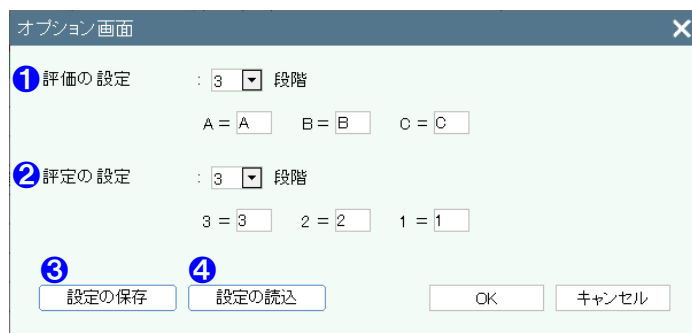 オプション画面
❶評価の設定 : 3 段階
A = A B = B C = C
❷評定の設定 : 3 段階
3 = 3 2 = 2 1 = 1
❸ ❹
設定の保存 設定の読込 OK キャンセル